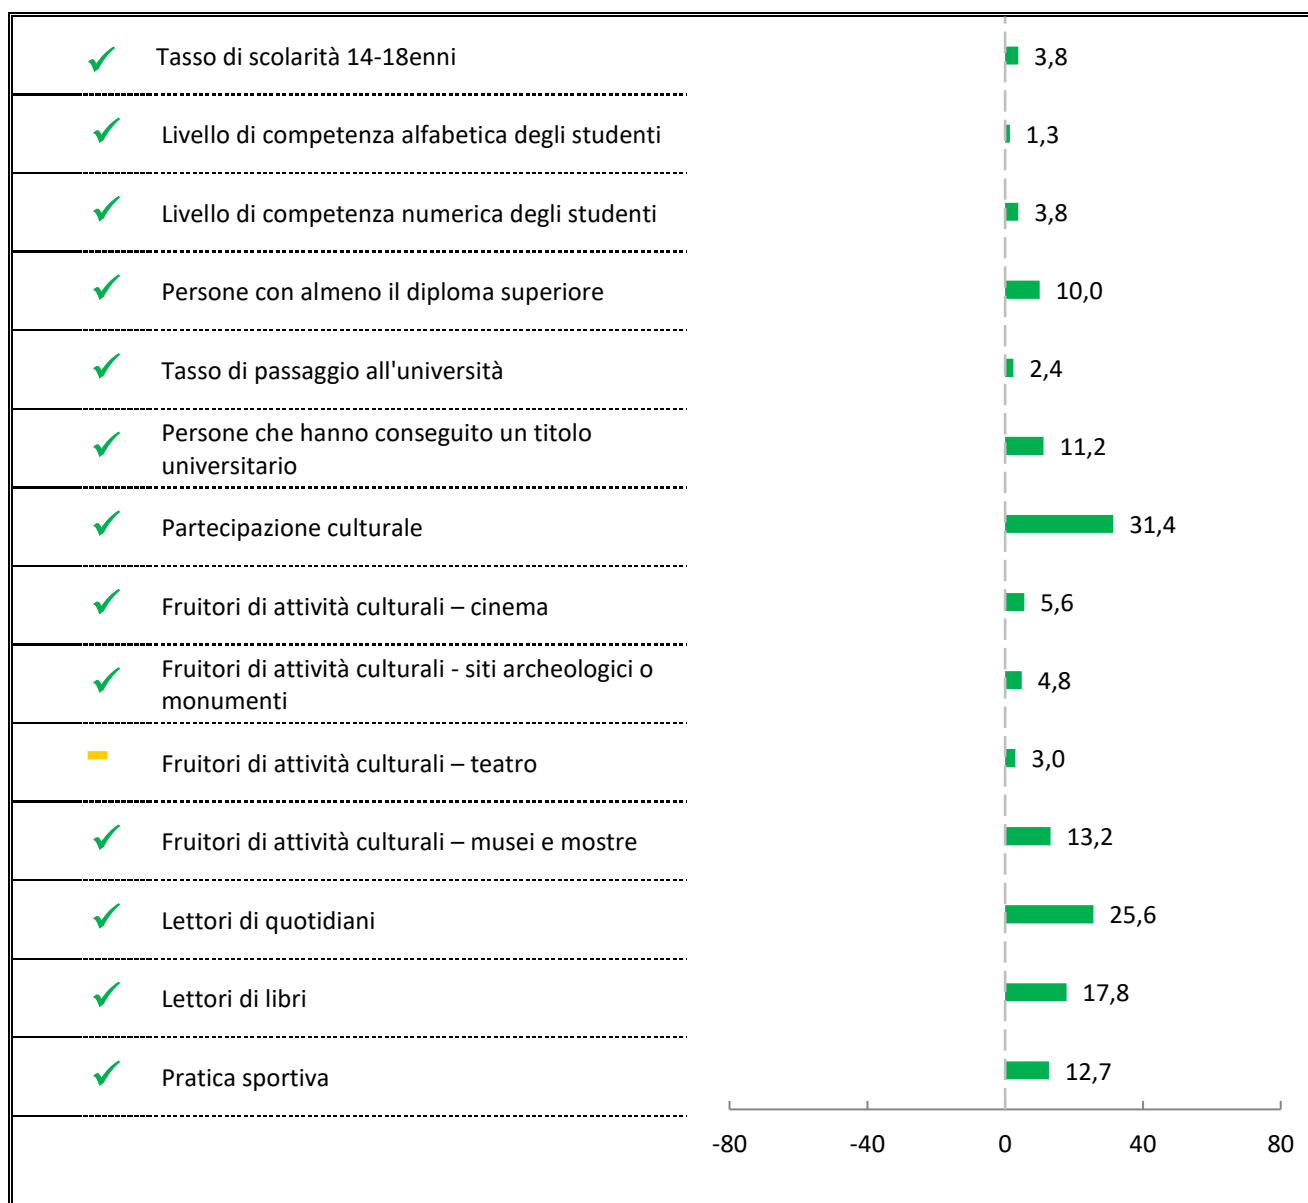 Tasso di scolarità 14-18enni 3,8
Livello di competenza alfabetica degli studenti 1,3
Livello di competenza numerica degli studenti 3,8
Persone con almeno il diploma superiore 10,0
Tasso di passaggio all'università 2,4
Persone che hanno conseguito un titolo
universitario 11,2
Partecipazione culturale 31,4
Fruitori di attività culturali – cinema 5,6
Fruitori di attività culturali - siti archeologici o
monumenti 4,8
Fruitori di attività culturali – teatro 3,0
Fruitori di attività culturali – musei e mostre 13,2
Lettori di quotidiani 25,6
Lettori di libri 17,8
Pratica sportiva 12,7
-80 -40 0 40 80